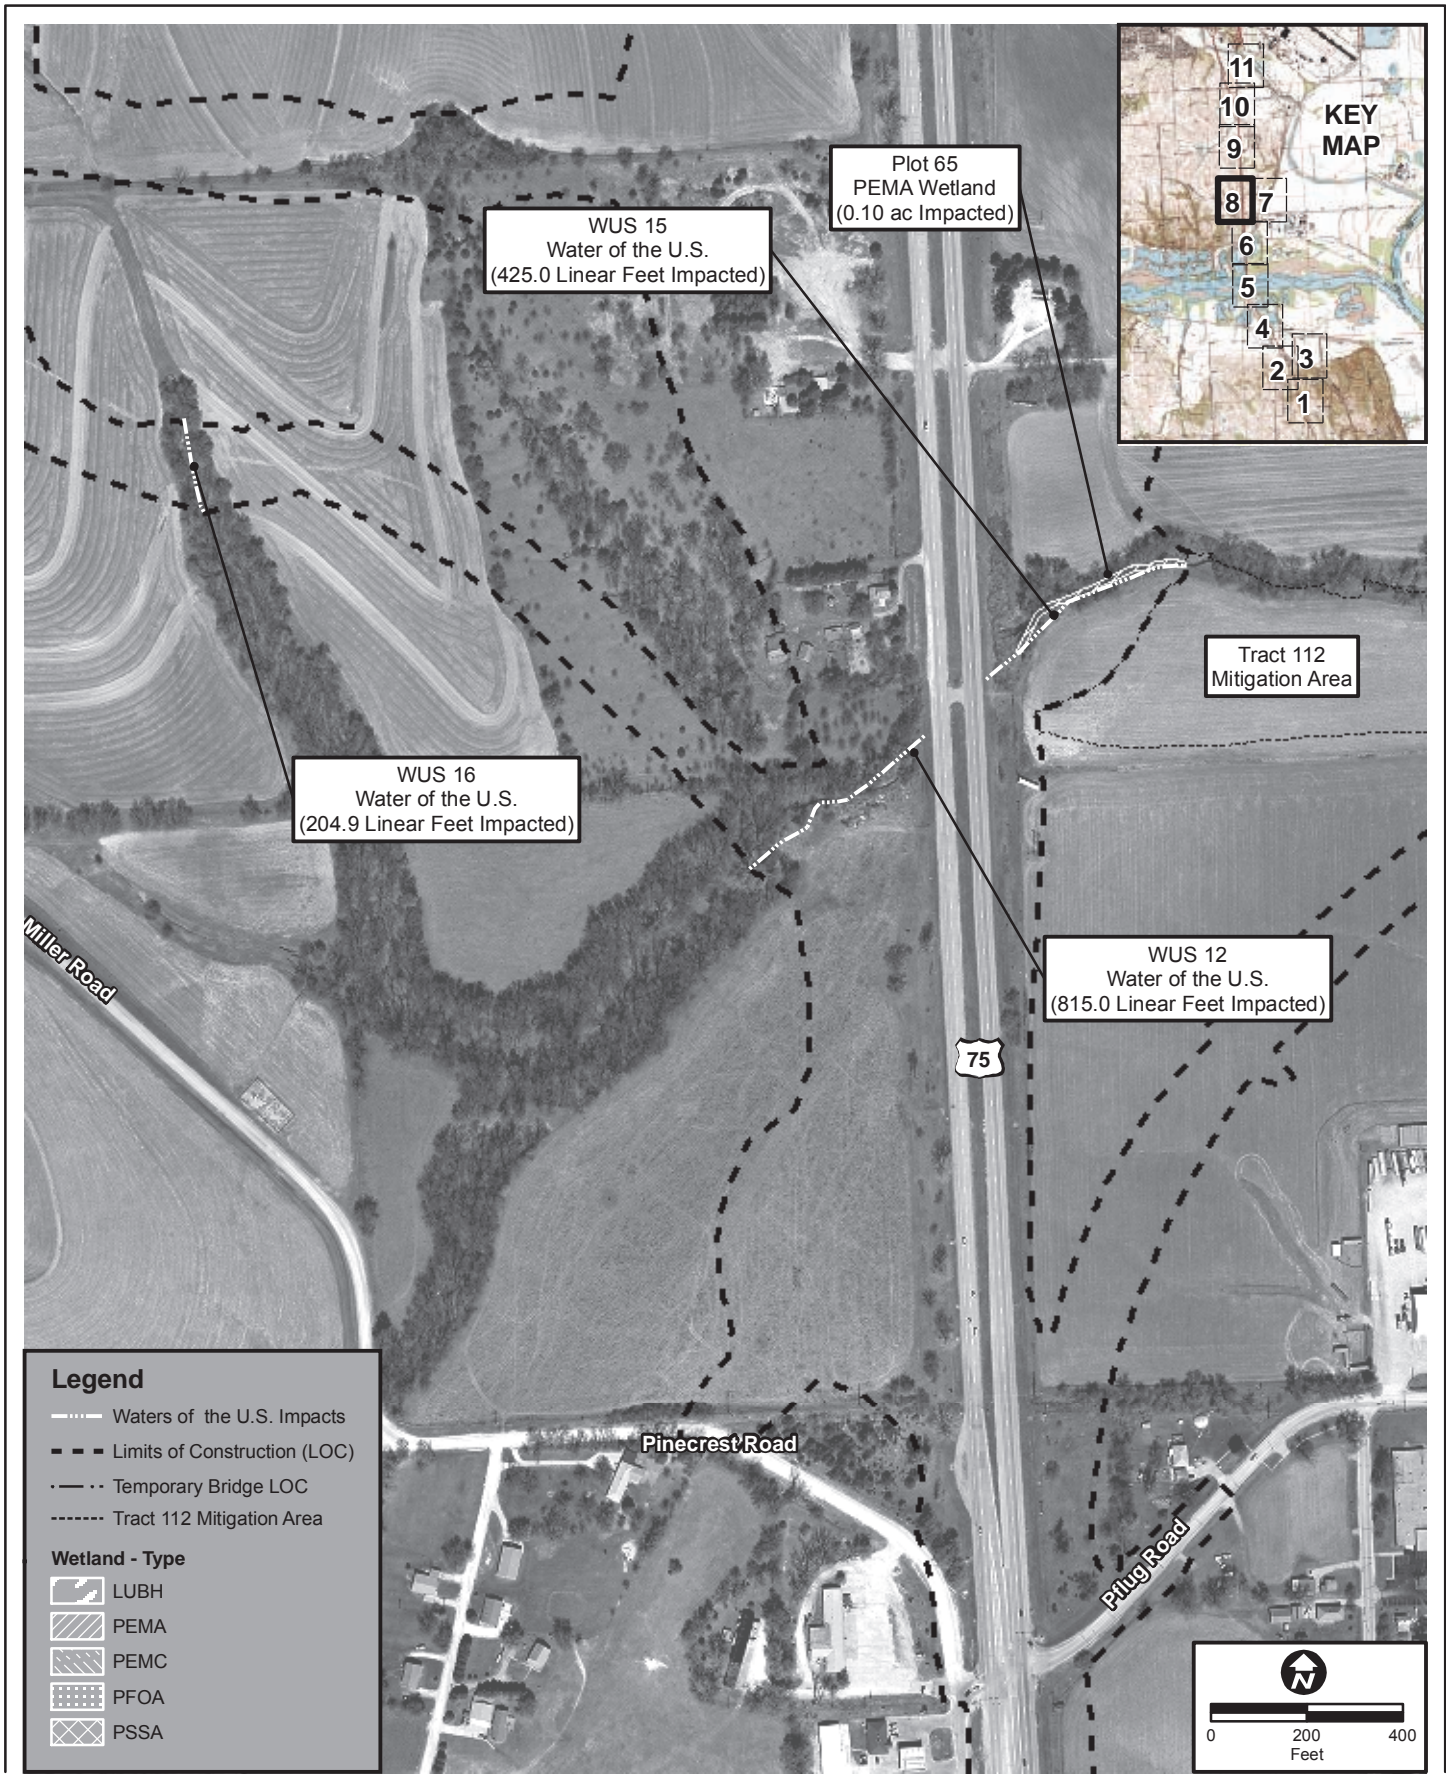 11
10
KEY
MAP
9
8
7
6
5
4
3
2
1
Plot 65
PEMA Wetland
(0.10 ac Impacted)
WUS 15
Water of the U.S.
(425.0 Linear Feet Impacted)
Tract 112
Mitigation Area
WUS 16
Water of the U.S.
(204.9 Linear Feet Impacted)
Miller Road
WUS 12
Water of the U.S.
(815.0 Linear Feet Impacted)
75
Pinecrest Road
Pflug Road
Legend
Waters of the U.S. Impacts
Limits of Construction (LOC)
Temporary Bridge LOC
Tract 112 Mitigation Area
Wetland - Type
LUBH
PEMA
PEMC
PFOA
PSSA
N
0 200 400
Feet